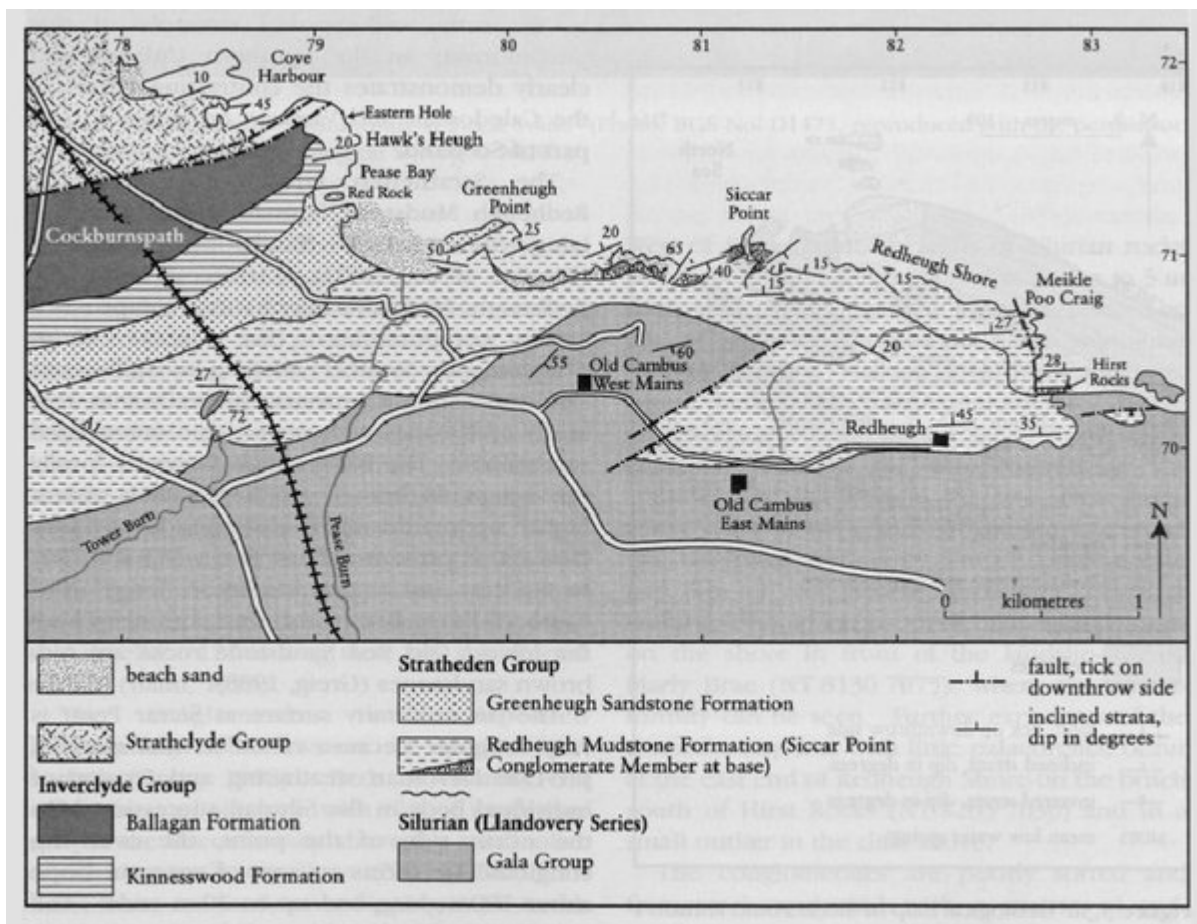 78 79 80 81 82 83
72
71
70
Cove
Harbour
10
45
Eastern Hole
Hawk's Heugh
20
Pease Bay
Red Rock
Greenheugh
Point
50
25
20
65
40
Siccar
Point
15
15
15
Redheugh Shore
Meikle
Poo Craig
27
28
Hirst
Rocks
20
Cockburnspath
55
60
Old Cambus
West Mains
27
72
A1
Redheugh
45
35
Old Cambus
East Mains
Tower Burn
Pease Burn
N
0 kilometres 1
beach sand
Strathclyde Group
Inverclyde Group
Ballagan Formation
Kinnesswood Formation
Stratheden Group
Greenheugh Sandstone Formation
Redheugh Mudstone Formation (Siccar Point
Conglomerate Member at base)
Silurian (Llandovery Series)
Gala Group
fault, tick on
downthrow side
inclined strata,
dip in degrees